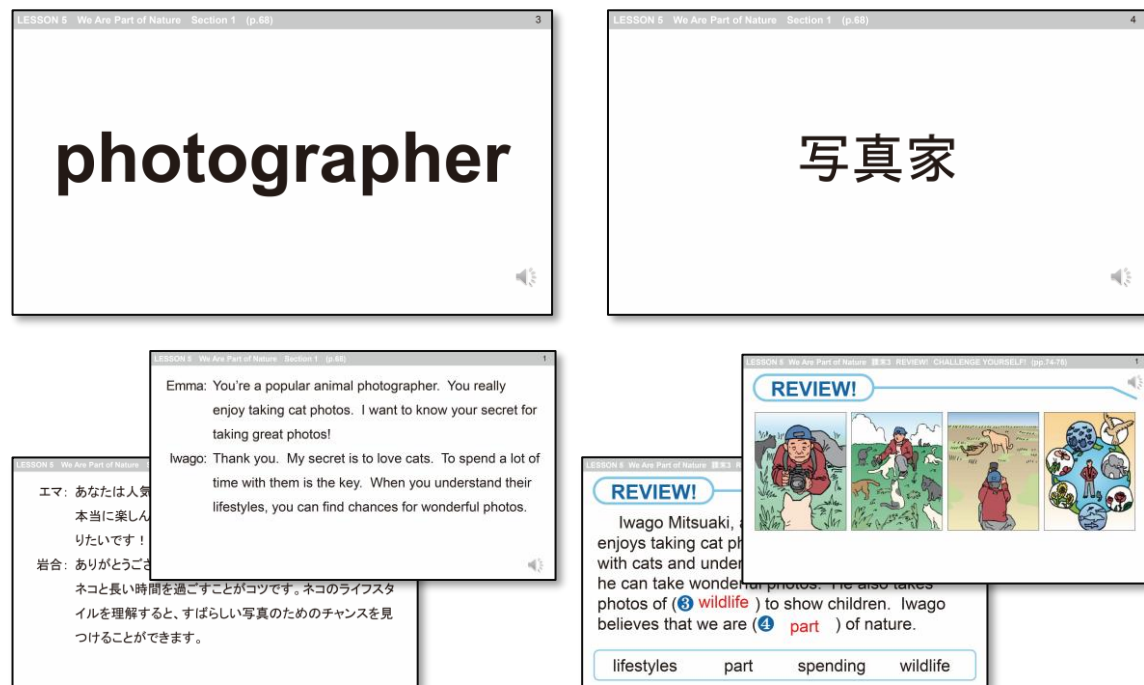 LESSON 5 We Are Part of Nature Section 1 (p.68) 3
photographer
LESSON 5 We Are Part of Nature Section 1 (p.68) 4
写真家
LESSON 5 We Are Part of Nature Section 1 (p.68) 1
Emma: You're a popular animal photographer. You really
enjoy taking cat photos. I want to know your secret for
taking great photos!
Iwago: Thank you. My secret is to love cats. To spend a lot of
time with them is the key. When you understand their
lifestyles, you can find chances for wonderful photos.
LESSON 5 We Are Part of Nature
エマ: あなたは人気
本当に楽しん
りたいです！
岩合: ありがとうござ
ネコと長い時間を過ごすことがコツです。ネコのライフスタ
イルを理解すると、すばらしい写真のためのチャンスを見
つけることができます。
LESSON 5 We Are Part of Nature 課末2 REVIEW! CHALLENGE YOURSELF! (pp.74-75) 1
REVIEW!
LESSON 5 We Are Part of Nature
REVIEW!
Iwago Mitsuaki,
enjoys taking cat ph
with cats and under
he can take wonderful photos. He also takes
photos of (3 wildlife ) to show children. Iwago
believes that we are (4 part ) of nature.
lifestyles part spending wildlife